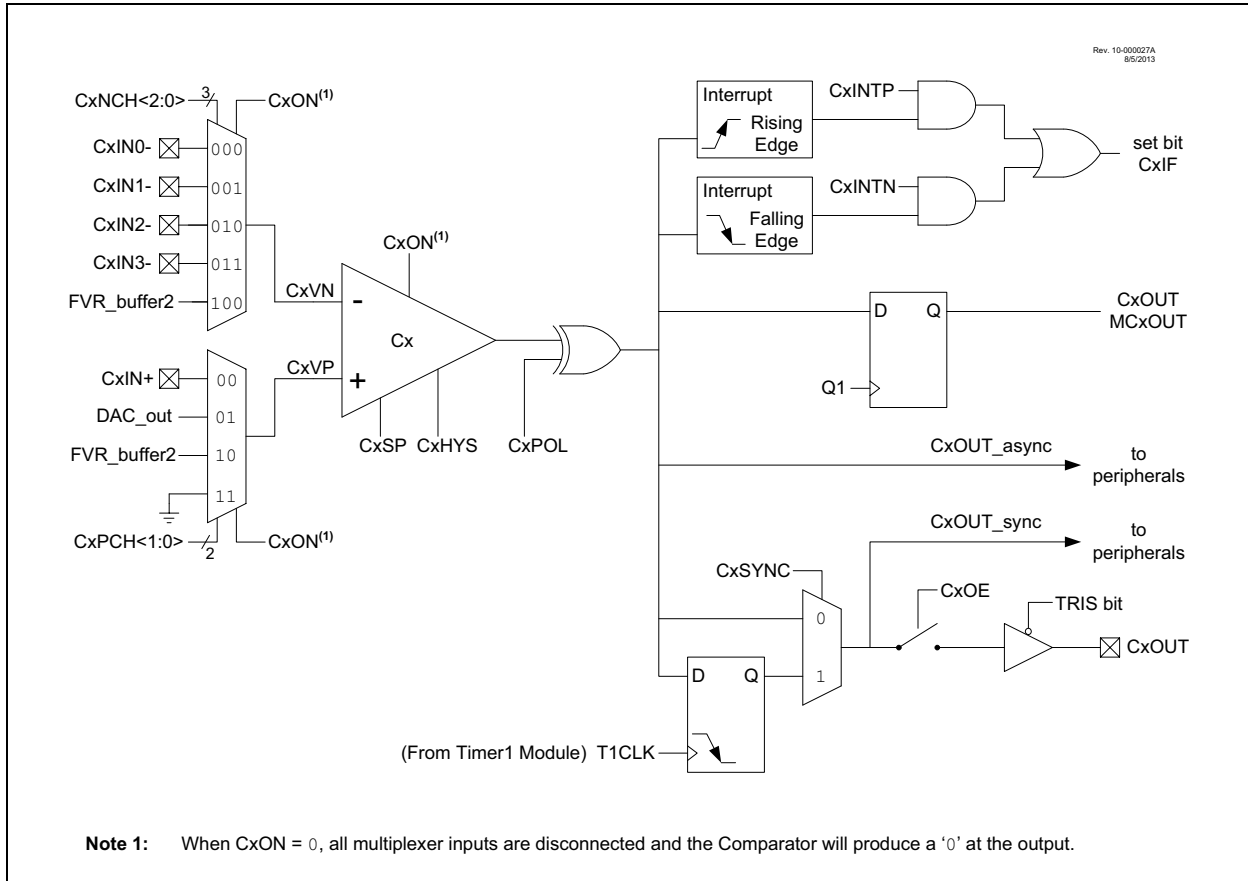 Rev. 10-000027A
8/5/2013
CxNCH<2:0>
3
CxON(1)
CxIN0-
000
CxIN1-
001
CxIN2-
010
CxIN3-
011
FVR_buffer2
100
CxVN
CxON(1)
-
Cx
+
CxVP
CxIN+
00
DAC_out
01
FVR_buffer2
10
11
CxPCH<1:0>
2
CxON(1)
CxSP
CxHYS
CxPOL
Interrupt
Rising
Edge
CxINTP
Interrupt
Falling
Edge
CxINTN
set bit
CxIF
D
Q
Q1
CxOUT
MCxOUT
CxOUT_async
to
peripherals
CxOUT_sync
to
peripherals
CxSYNC
0
1
CxOE
TRIS bit
CxOUT
D
Q
(From Timer1 Module) T1CLK
Note 1: When CxON = 0, all multiplexer inputs are disconnected and the Comparator will produce a ‘0’ at the output.